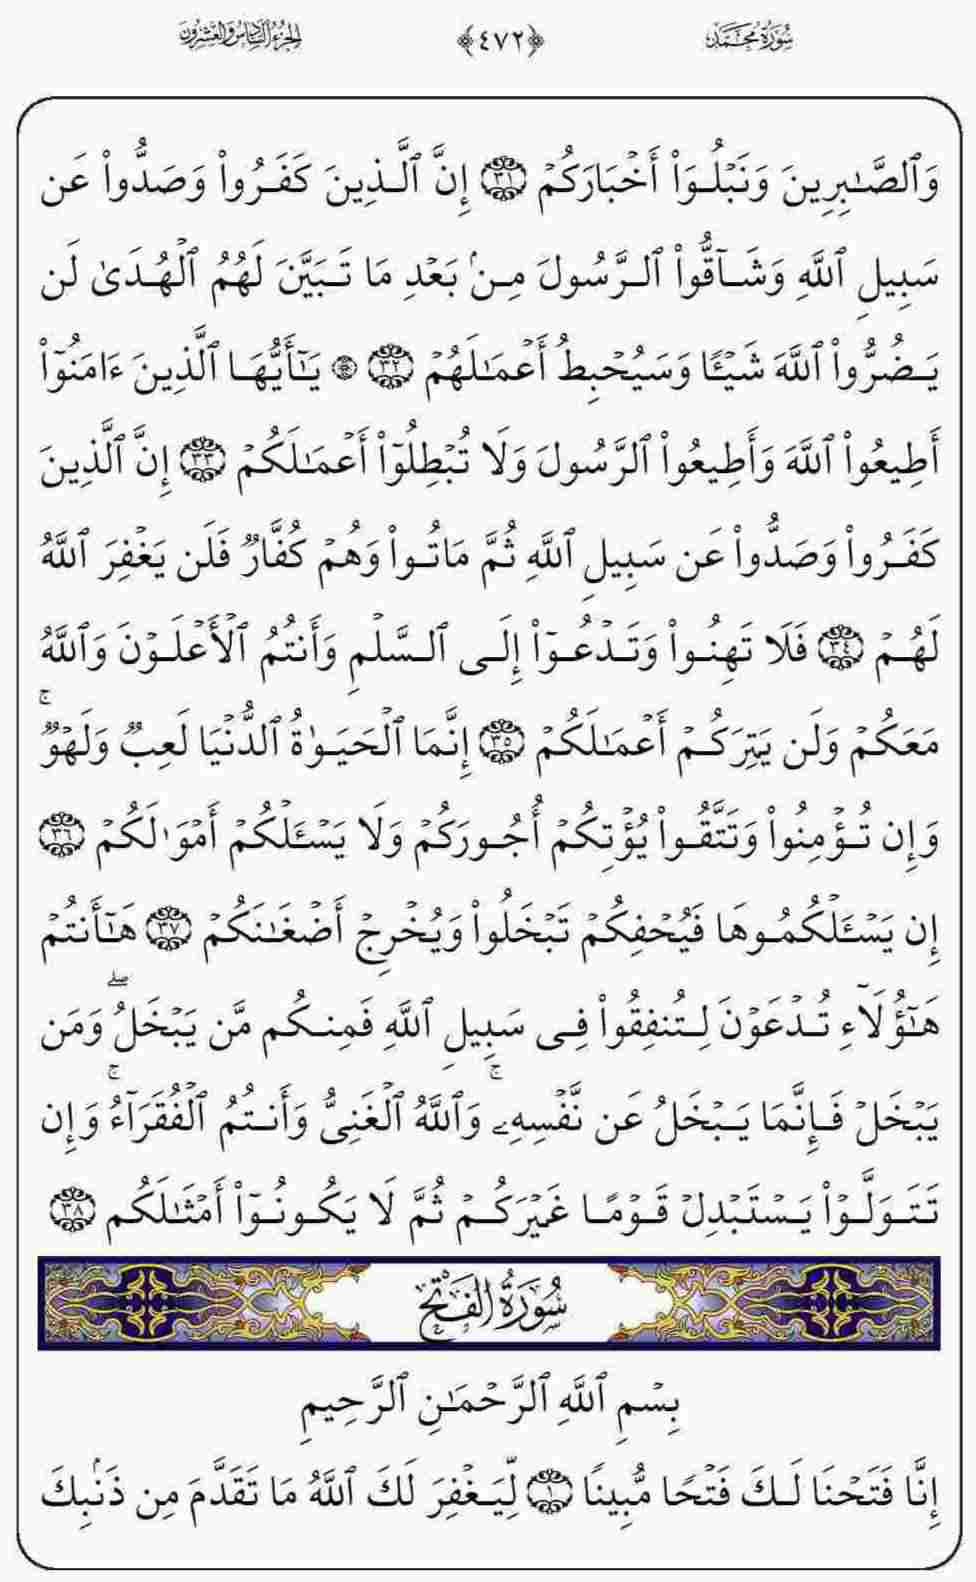 سُورَةُ مُحَمَّد ﴿٤٧٢﴾ الجُزءُ السَّادِسُ وَالعِشْرُونَ
وَٱلصَّٰبِرِينَ وَنَبۡلُوَاْ أَخۡبَارَكُمۡ ٣١ إِنَّ ٱلَّذِينَ كَفَرُواْ وَصَدُّواْ عَن
سَبِيلِ ٱللَّهِ وَشَآقُّواْ ٱلرَّسُولَ مِنۢ بَعۡدِ مَا تَبَيَّنَ لَهُمُ ٱلۡهُدَىٰ لَن
يَضُرُّواْ ٱللَّهَ شَيۡـًٔا وَسَيُحۡبِطُ أَعۡمَٰلَهُمۡ ٣٢ ۞ يَٰٓأَيُّهَا ٱلَّذِينَ ءَامَنُوٓاْ
أَطِيعُواْ ٱللَّهَ وَأَطِيعُواْ ٱلرَّسُولَ وَلَا تُبۡطِلُوٓاْ أَعۡمَٰلَكُمۡ ٣٣ إِنَّ ٱلَّذِينَ
كَفَرُواْ وَصَدُّواْ عَن سَبِيلِ ٱللَّهِ ثُمَّ مَاتُواْ وَهُمۡ كُفَّارٞ فَلَن يَغۡفِرَ ٱللَّهُ
لَهُمۡ ٣٤ فَلَا تَهِنُواْ وَتَدۡعُوٓاْ إِلَى ٱلسَّلۡمِ وَأَنتُمُ ٱلۡأَعۡلَوۡنَ وَٱللَّهُ
مَعَكُمۡ وَلَن يَتِرَكُمۡ أَعۡمَٰلَكُمۡ ٣٥ إِنَّمَا ٱلۡحَيَوٰةُ ٱلدُّنۡيَا لَعِبٞ وَلَهۡوٞۚ
وَإِن تُؤۡمِنُواْ وَتَتَّقُواْ يُؤۡتِكُمۡ أُجُورَكُمۡ وَلَا يَسۡـَٔلۡكُمۡ أَمۡوَٰلَكُمۡ ٣٦
إِن يَسۡـَٔلۡكُمُوهَا فَيُحۡفِكُمۡ تَبۡخَلُواْ وَيُخۡرِجۡ أَضۡغَٰنَكُمۡ ٣٧ هَٰٓأَنتُمۡ
هَٰٓؤُلَآءِ تُدۡعَوۡنَ لِتُنفِقُواْ فِى سَبِيلِ ٱللَّهِ فَمِنكُم مَّن يَبۡخَلُۖ وَمَن
يَبۡخَلۡ فَإِنَّمَا يَبۡخَلُ عَن نَّفۡسِهِۦۚ وَٱللَّهُ ٱلۡغَنِىُّ وَأَنتُمُ ٱلۡفُقَرَآءُۚ وَإِن
تَتَوَلَّوۡاْ يَسۡتَبۡدِلۡ قَوۡمًا غَيۡرَكُمۡ ثُمَّ لَا يَكُونُوٓاْ أَمۡثَٰلَكُم ٣٨
سُورَةُ الفَتْحِ
بِسۡمِ ٱللَّهِ ٱلرَّحۡمَٰنِ ٱلرَّحِيمِ
إِنَّا فَتَحۡنَا لَكَ فَتۡحًا مُّبِينًا ١ لِّيَغۡفِرَ لَكَ ٱللَّهُ مَا تَقَدَّمَ مِن ذَنۢبِكَ